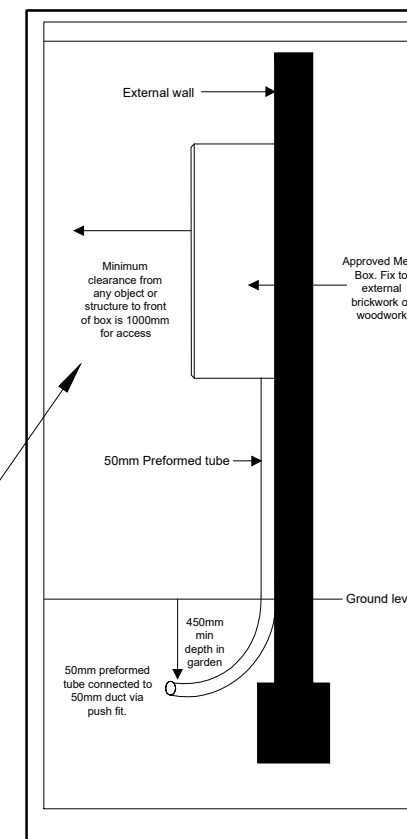 External wall
Minimum
clearance from
any object or
structure to front
of box is 1000mm
for access
Approved
Box. Fix to
external
brickwork
woodwork
50mm Preformed tube
Ground
450mm
min
depth in
garden
50mm preformed
tube connected to
50mm duct via
push fit.